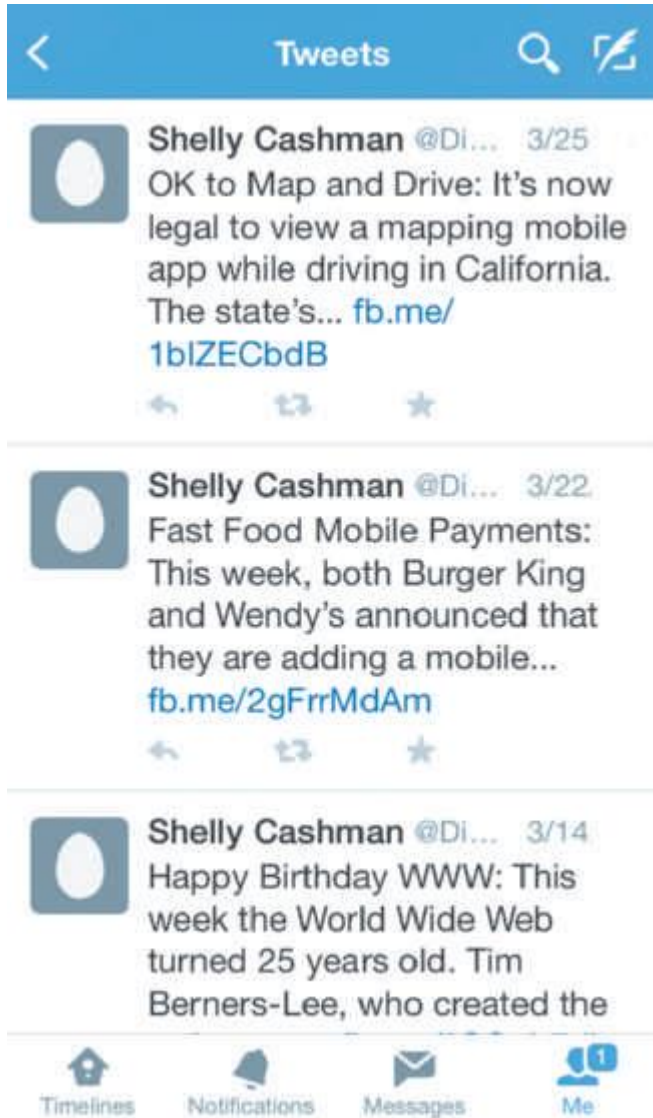 Tweets
Shelly Cashman @Di... 3/25
OK to Map and Drive: It's now
legal to view a mapping mobile
app while driving in California.
The state's... fb.me/
1blZECbdB
Shelly Cashman @Di... 3/22
Fast Food Mobile Payments:
This week, both Burger King
and Wendy's announced that
they are adding a mobile...
fb.me/2gFrrMdAm
Shelly Cashman @Di... 3/14
Happy Birthday WWW: This
week the World Wide Web
turned 25 years old. Tim
Berners-Lee, who created the
1
Timelines Notifications Messages Me